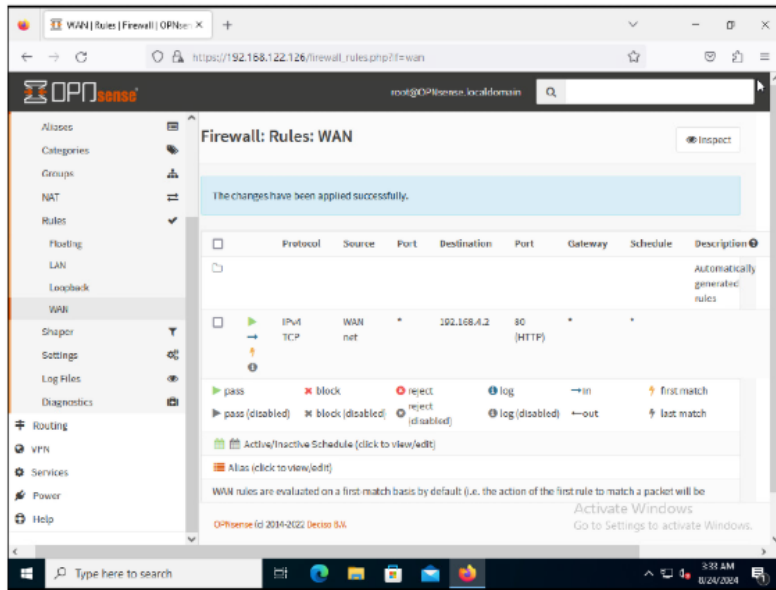 WAN | Rules | Firewall | OPNsen
https://192.168.122.126/firewall_rules.php?if=wan
OPNsense
root@OPNsense.localdomain
Aliases
Categories
Groups
NAT
Rules
Floating
LAN
Loopback
WAN
Shaper
Settings
Log Files
Diagnostics
Routing
VPN
Services
Power
Help
Firewall: Rules: WAN
Inspect
The changes have been applied successfully.
Protocol Source Port Destination Port Gateway Schedule Description
Automatically
generated
rules
IPv4 WAN * 192.168.4.2 80 * *
TCP net (HTTP)
pass block reject log in first match
pass (disabled) block (disabled) reject (disabled) log (disabled) out last match
Active/Inactive Schedule (click to view/edit)
Alias (click to view/edit)
WAN rules are evaluated on a first-match basis by default (i.e. the action of the first rule to match a packet will be
Activate Windows
Go to Settings to activate Windows.
OPNsense (c) 2014-2022 Deciso B.V.
Type here to search
3:33 AM
8/24/2024